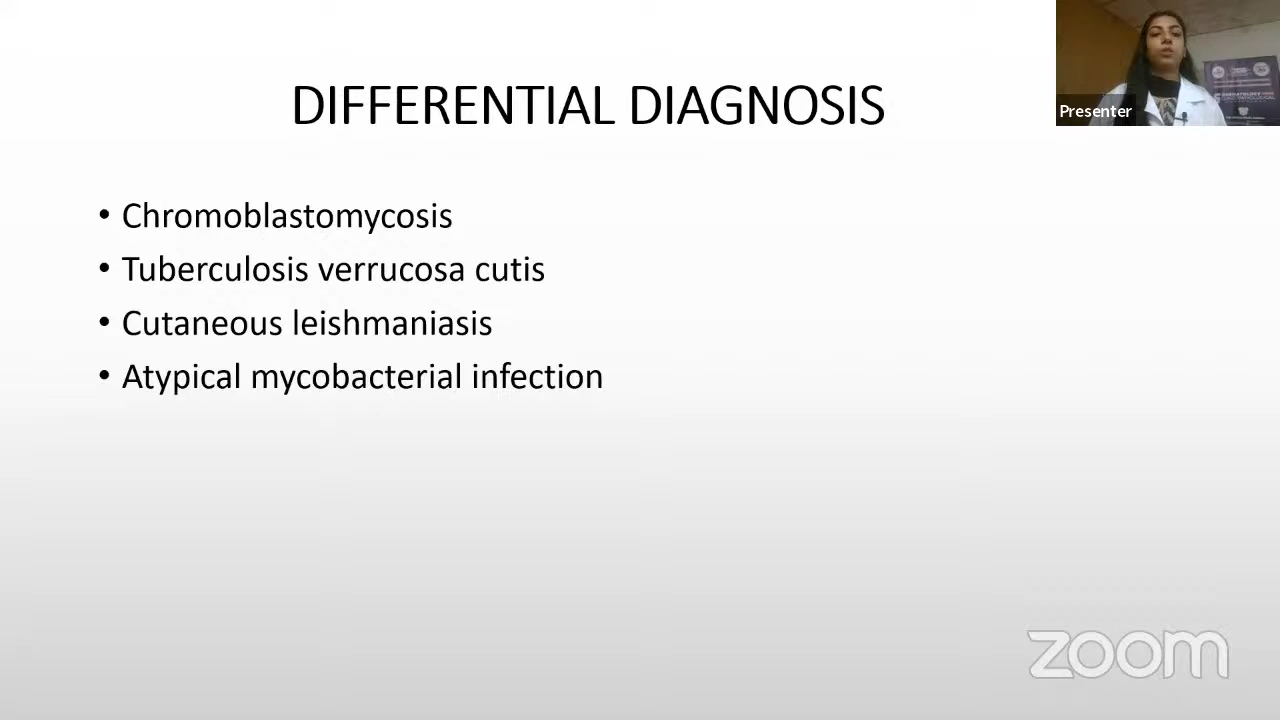 DIFFERENTIAL DIAGNOSIS
Presenter
• Chromoblastomycosis
• Tuberculosis verrucosa cutis
• Cutaneous leishmaniasis
• Atypical mycobacterial infection
zoom